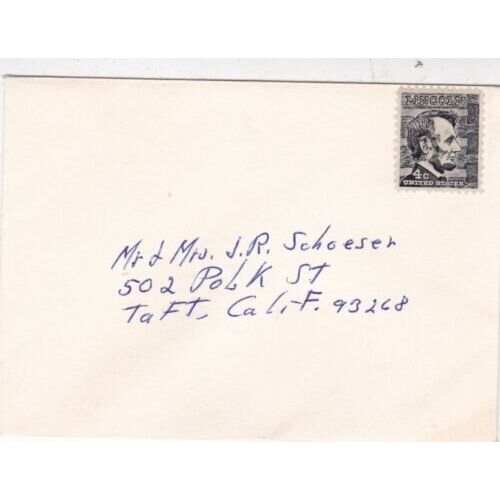 LINCOLN
4c
UNITED STATES
Mr & Mrs. J.R. Schoeser
502 Polk St
Taft, Calif. 93268